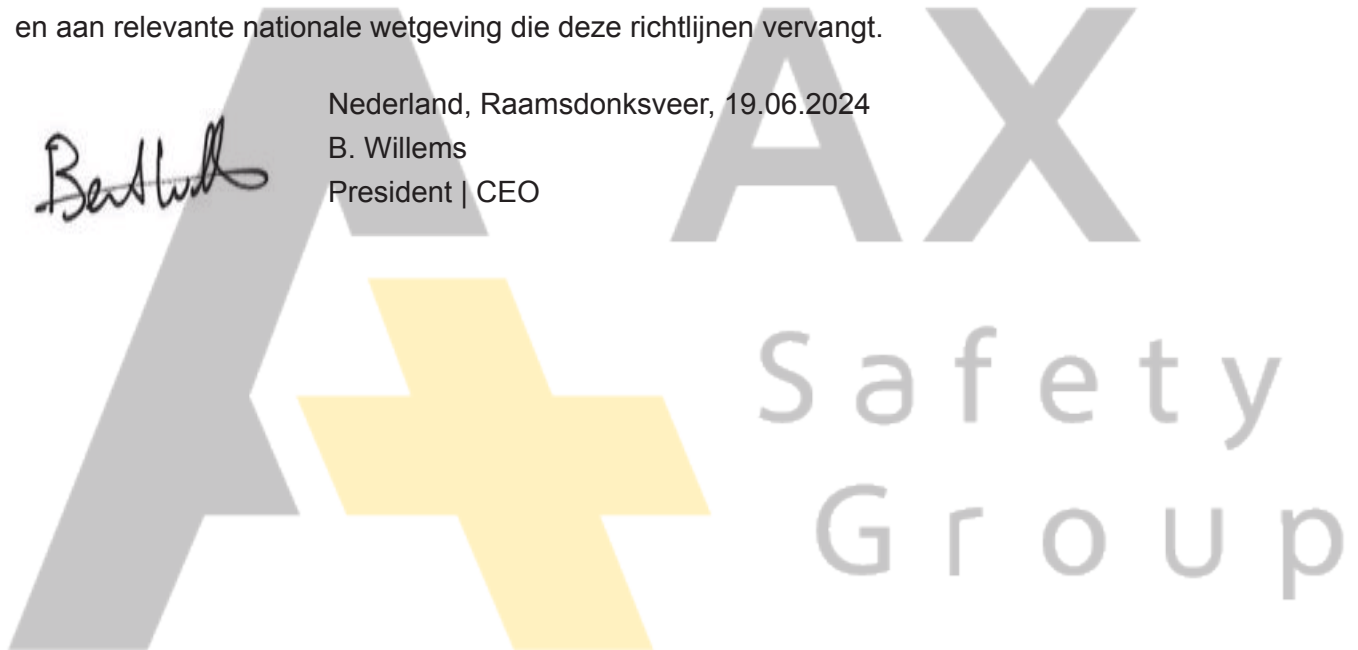 en aan relevante nationale wetgeving die deze richtlijnen vervangt.
Nederland, Raamsdonksveer, 19.06.2024
B. Willems
President | CEO
AX
Safety
Group